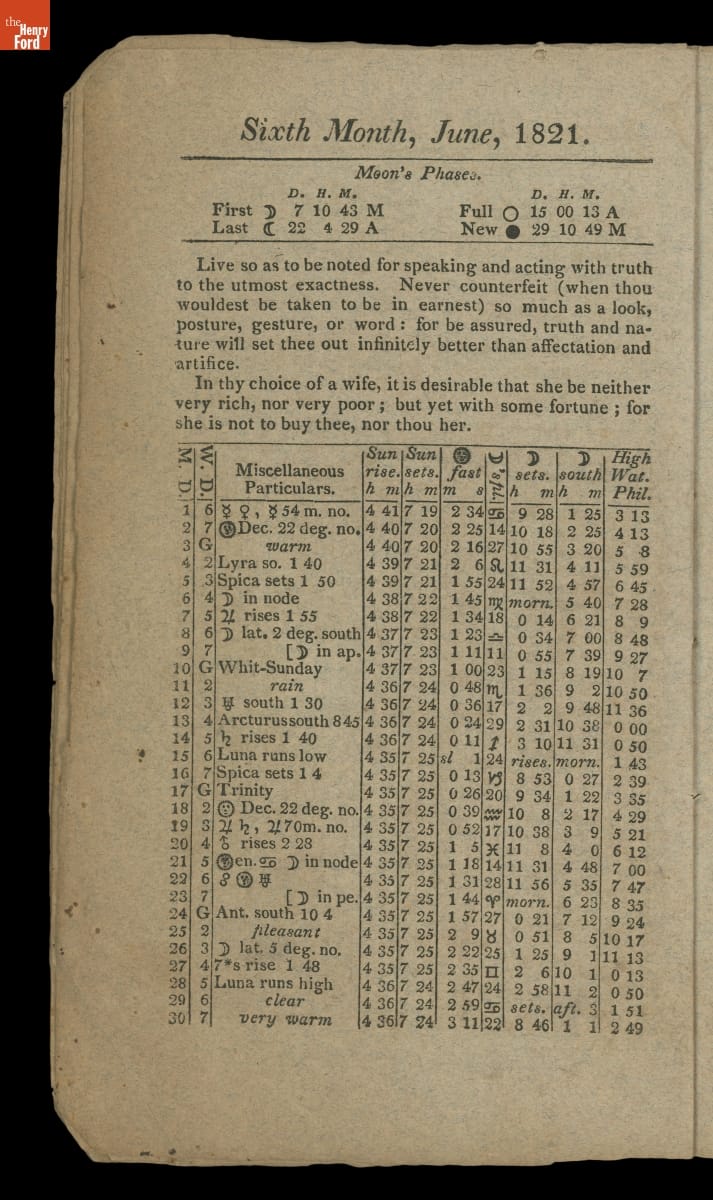 the
Henry
Ford
Sixth Month, June, 1821.
Moon's Phases.
D. H. M. D. H. M.
First ☽ 7 10 43 M Full ○ 15 00 13 A
Last ☾ 22 4 29 A New ● 29 10 49 M
Live so as to be noted for speaking and acting with truth
to the utmost exactness. Never counterfeit (when thou
wouldest be taken to be in earnest) so much as a look,
posture, gesture, or word : for be assured, truth and na-
ture will set thee out infinitely better than affectation and
artifice.
In thy choice of a wife, it is desirable that she be neither
very rich, nor very poor ; but yet with some fortune ; for
she is not to buy thee, nor thou her.
M. D. W. D. Miscellaneous Particulars. Sun rise. h m Sun sets. h m ☉ fast m s ☽'s pl. ☽ sets. h m ☽ south h m High Wat. Phil.
1 6 ☿ ♀, ☿ 54 m. no. 4 41 7 19 2 34 ♋ 9 28 1 25 3 13
2 7 ☉ Dec. 22 deg. no. 4 40 7 20 2 25 14 10 18 2 25 4 13
3 G warm 4 40 7 20 2 16 27 10 55 3 20 5 8
4 2 Lyra so. 1 40 4 39 7 21 2 6 ♌ 11 31 4 11 5 59
5 3 Spica sets 1 50 4 39 7 21 1 55 24 11 52 4 57 6 45
6 4 ☽ in node 4 38 7 22 1 45 ♍ morn. 5 40 7 28
7 5 ♃ rises 1 55 4 38 7 22 1 34 18 0 14 6 21 8 9
8 6 ☽ lat. 2 deg. south 4 37 7 23 1 23 ♎ 0 34 7 00 8 48
9 7 [☽ in ap. 4 37 7 23 1 11 11 0 55 7 39 9 27
10 G Whit-Sunday 4 37 7 23 1 00 23 1 15 8 19 10 7
11 2 rain 4 36 7 24 0 48 ♏ 1 36 9 2 10 50
12 3 ♅ south 1 30 4 36 7 24 0 36 17 2 2 9 48 11 36
13 4 Arcturus south 8 45 4 36 7 24 0 24 29 2 31 10 38 0 00
14 5 ♄ rises 1 40 4 36 7 24 0 11 ♐ 3 10 11 31 0 50
15 6 Luna runs low 4 35 7 25 sl 1 24 rises. morn. 1 43
16 7 Spica sets 1 4 4 35 7 25 0 13 ♑ 8 53 0 27 2 39
17 G Trinity 4 35 7 25 0 26 20 9 34 1 22 3 35
18 2 ☉ Dec. 22 deg. no. 4 35 7 25 0 39 ♒ 10 8 2 17 4 29
19 3 ♃ ♄, ♃ 70m. no. 4 35 7 25 0 52 17 10 38 3 9 5 21
20 4 ♂ rises 2 28 4 35 7 25 1 5 ♓ 11 8 4 0 6 12
21 5 ☉ en. ♋ ☽ in node 4 35 7 25 1 18 14 11 31 4 48 7 00
22 6 ☍ ☉ ♅ 4 35 7 25 1 31 28 11 56 5 35 7 47
23 7 [☽ in pe. 4 35 7 25 1 44 ♈ morn. 6 23 8 35
24 G Ant. south 10 4 4 35 7 25 1 57 27 0 21 7 12 9 24
25 2 pleasant 4 35 7 25 2 9 ♉ 0 51 8 5 10 17
26 3 ☽ lat. 5 deg. no. 4 35 7 25 2 22 25 1 25 9 1 11 13
27 4 7*s rise 1 48 4 35 7 25 2 35 ♊ 2 6 10 1 0 13
28 5 Luna runs high 4 36 7 24 2 47 24 2 58 11 2 0 50
29 6 clear 4 36 7 24 2 59 ♋ sets. aft. 3 1 51
30 7 very warm 4 36 7 24 3 11 22 8 46 1 1 2 49